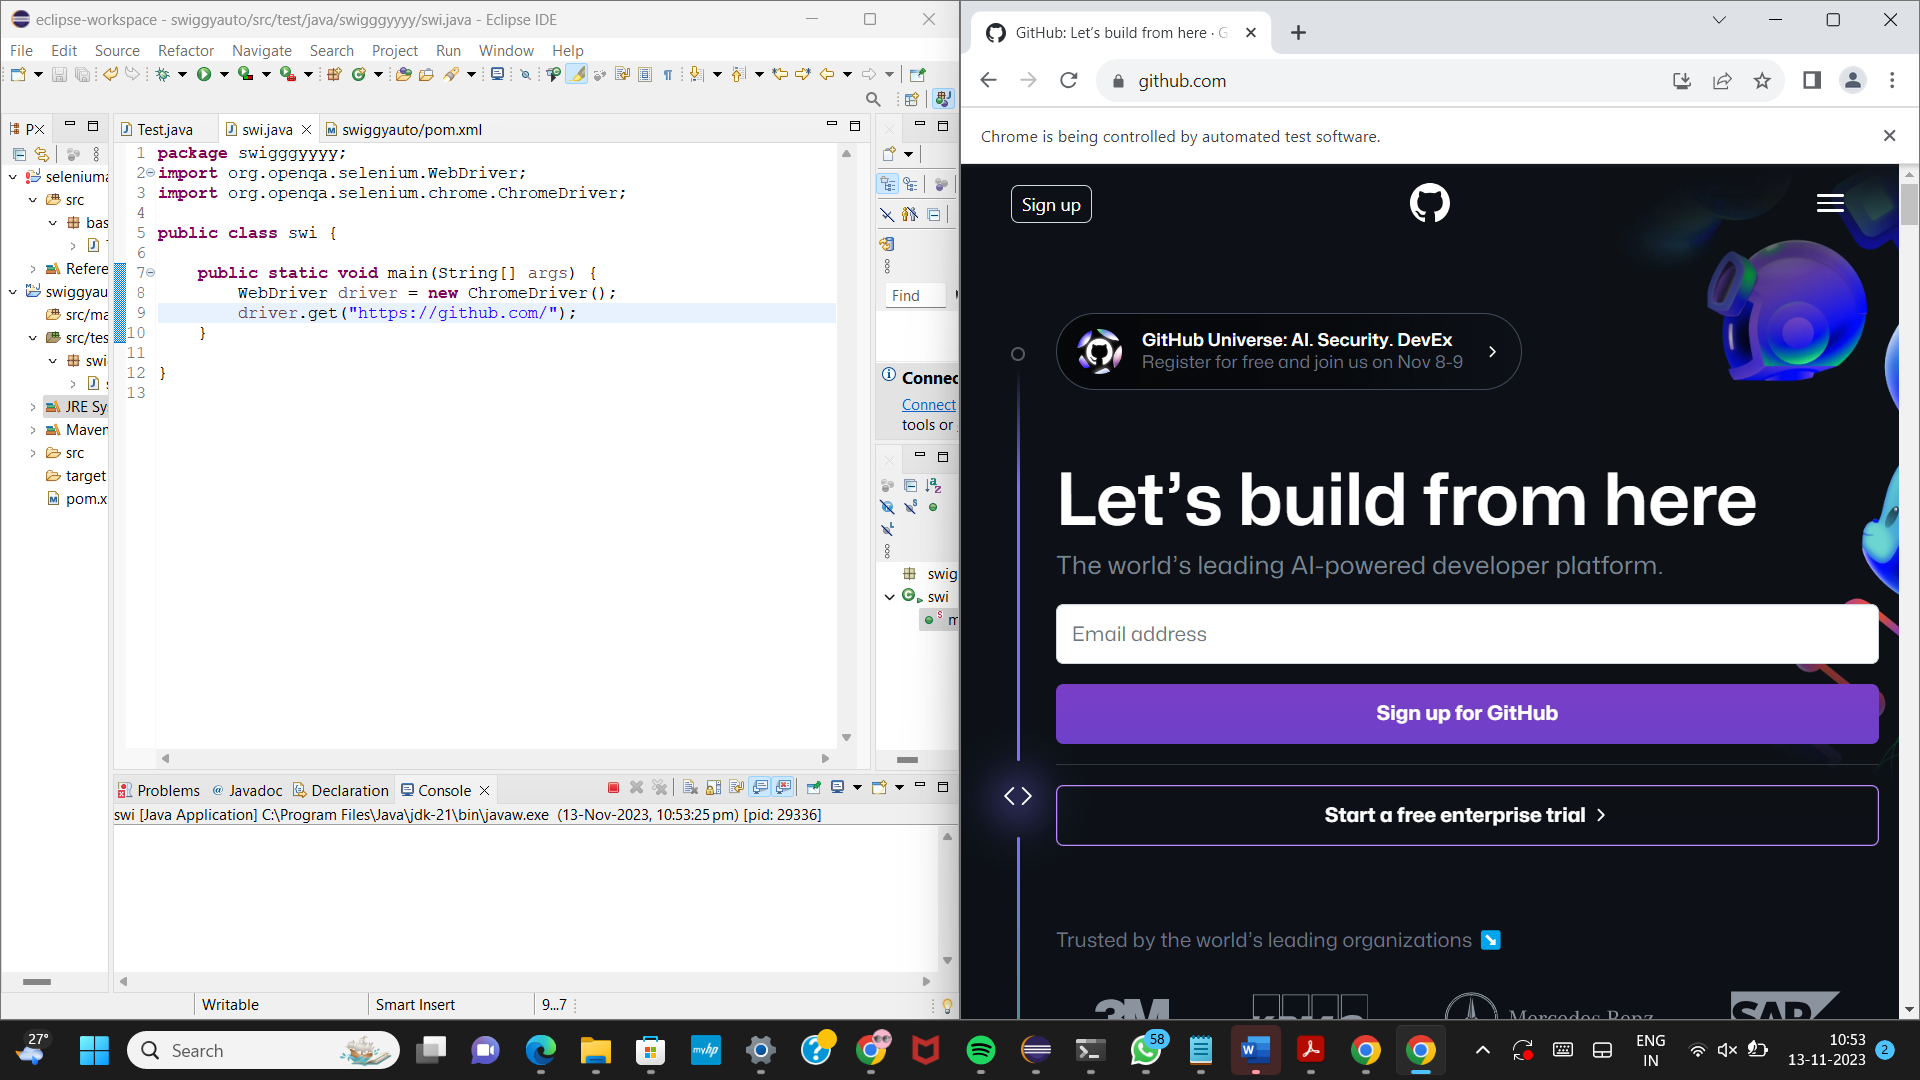 eclipse-workspace - swiggyauto/src/test/java/swigggyyyy/swi.java - Eclipse IDE
File Edit Source Refactor Navigate Search Project Run Window Help
P
Test.java
swi.java
swiggyauto/pom.xml
seleniuma
src
bas
Refere
swiggyau
src/ma
src/tes
swi
s
JRE Sy
Maven
src
target
pom.x
1 package swigggyyyy;
2 import org.openqa.selenium.WebDriver;
3 import org.openqa.selenium.chrome.ChromeDriver;
4
5 public class swi {
6
7 public static void main(String[] args) {
8 WebDriver driver = new ChromeDriver();
9 driver.get("https://github.com/");
10 }
11
12 }
13
Find
Connec
Connect
tools or
swig
swi
m
Problems Javadoc Declaration Console
swi [Java Application] C:\Program Files\Java\jdk-21\bin\javaw.exe (13-Nov-2023, 10:53:25 pm) [pid: 29336]
Writable Smart Insert 9...7
GitHub: Let's build from here · G
github.com
Chrome is being controlled by automated test software.
Sign up
GitHub Universe: AI. Security. DevEx
Register for free and join us on Nov 8-9
Let's build from here
The world's leading AI-powered developer platform.
Email address
Sign up for GitHub
Start a free enterprise trial
Trusted by the world's leading organizations
3M
KPMG
Mercedes-Benz
SAP
27°
Search
myhp
58
ENG
IN
10:53
13-11-2023
2